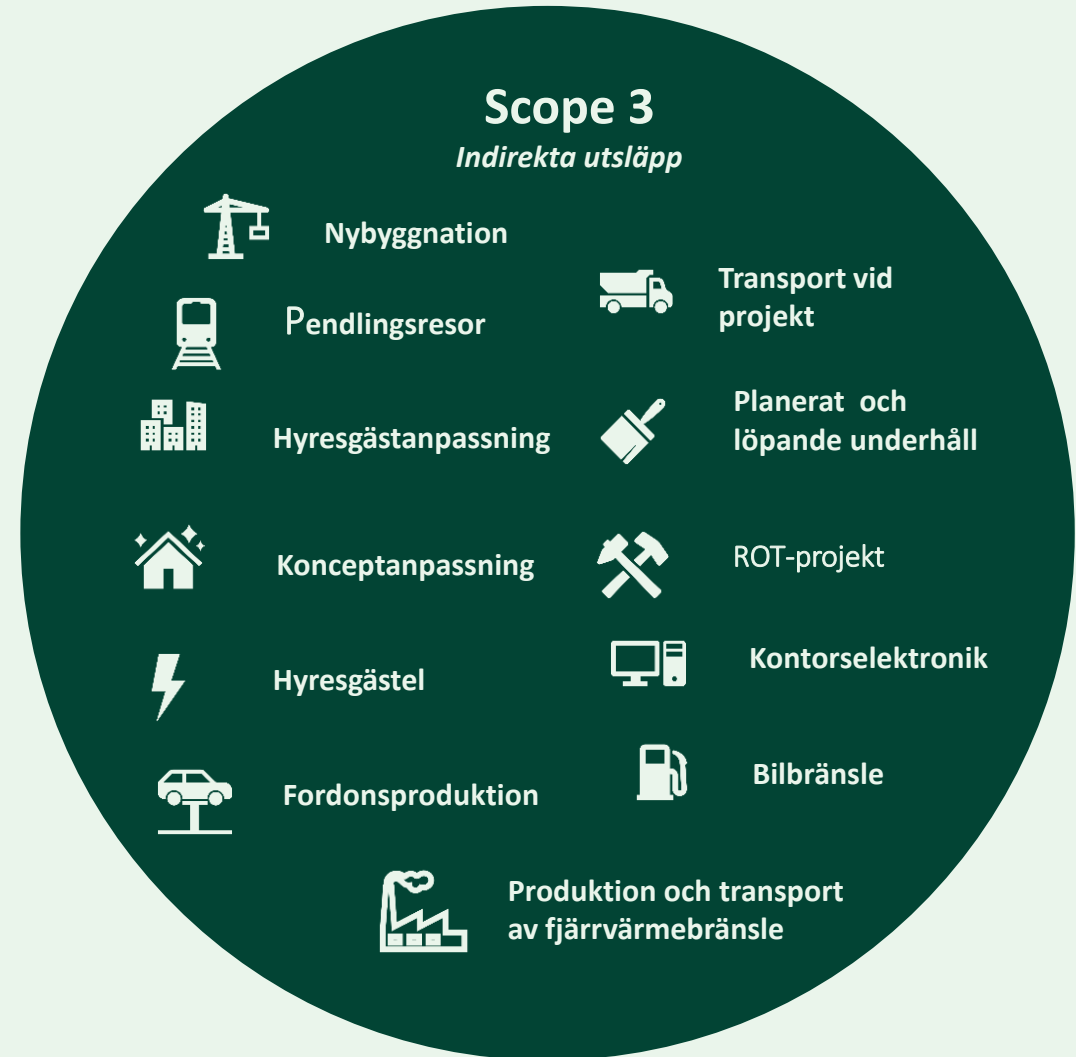 Scope 3
Indirekta utsläpp
Nybyggnation
Transport vid
projekt
Pendlingsresor
Planerat och
löpande underhåll
Hyresgästanpassning
Konceptanpassning
ROT-projekt
Hyresgästel
Kontorselektronik
Fordonsproduktion
Bilbränsle
Produktion och transport
av fjärrvärmebränsle